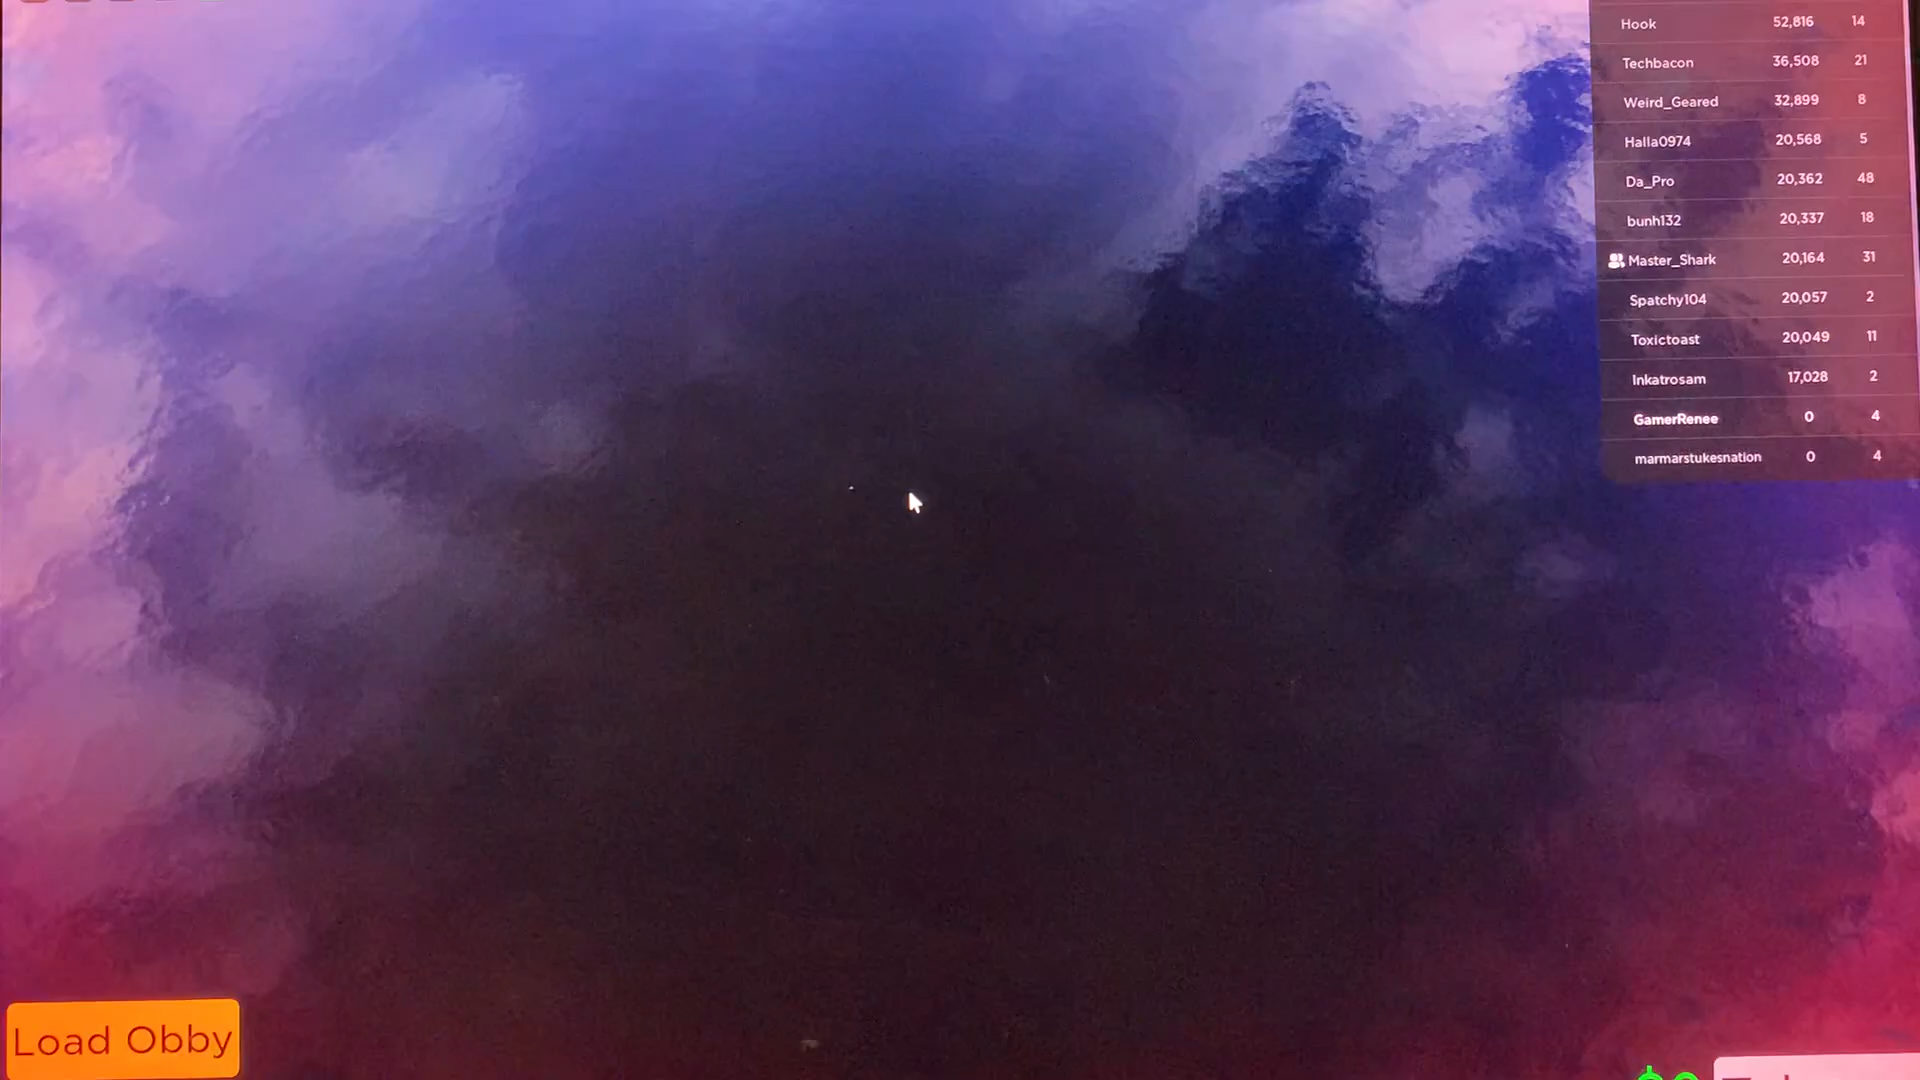 Hook 52,816 14
Techbacon 36,508 21
Weird_Geared 32,899 8
Halla0974 20,568 5
Da_Pro 20,362 48
bunh132 20,337 18
Master_Shark 20,164 31
Spatchy104 20,057 2
Toxictoast 20,049 11
Inkatrosam 17,028 2
GamerRenee 0 4
marmarstukesnation 0 4
Load Obby